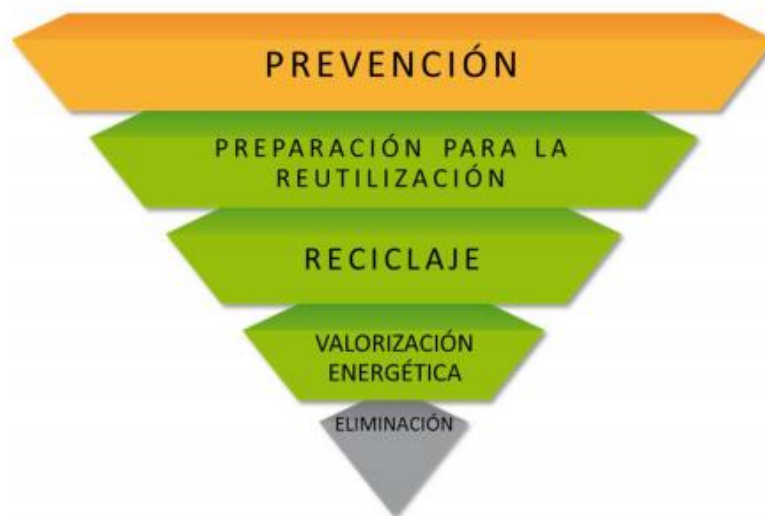 PREVENCIÓN
PREPARACIÓN PARA LA
REUTILIZACIÓN
RECICLAJE
VALORIZACIÓN
ENERGÉTICA
ELIMINACIÓN